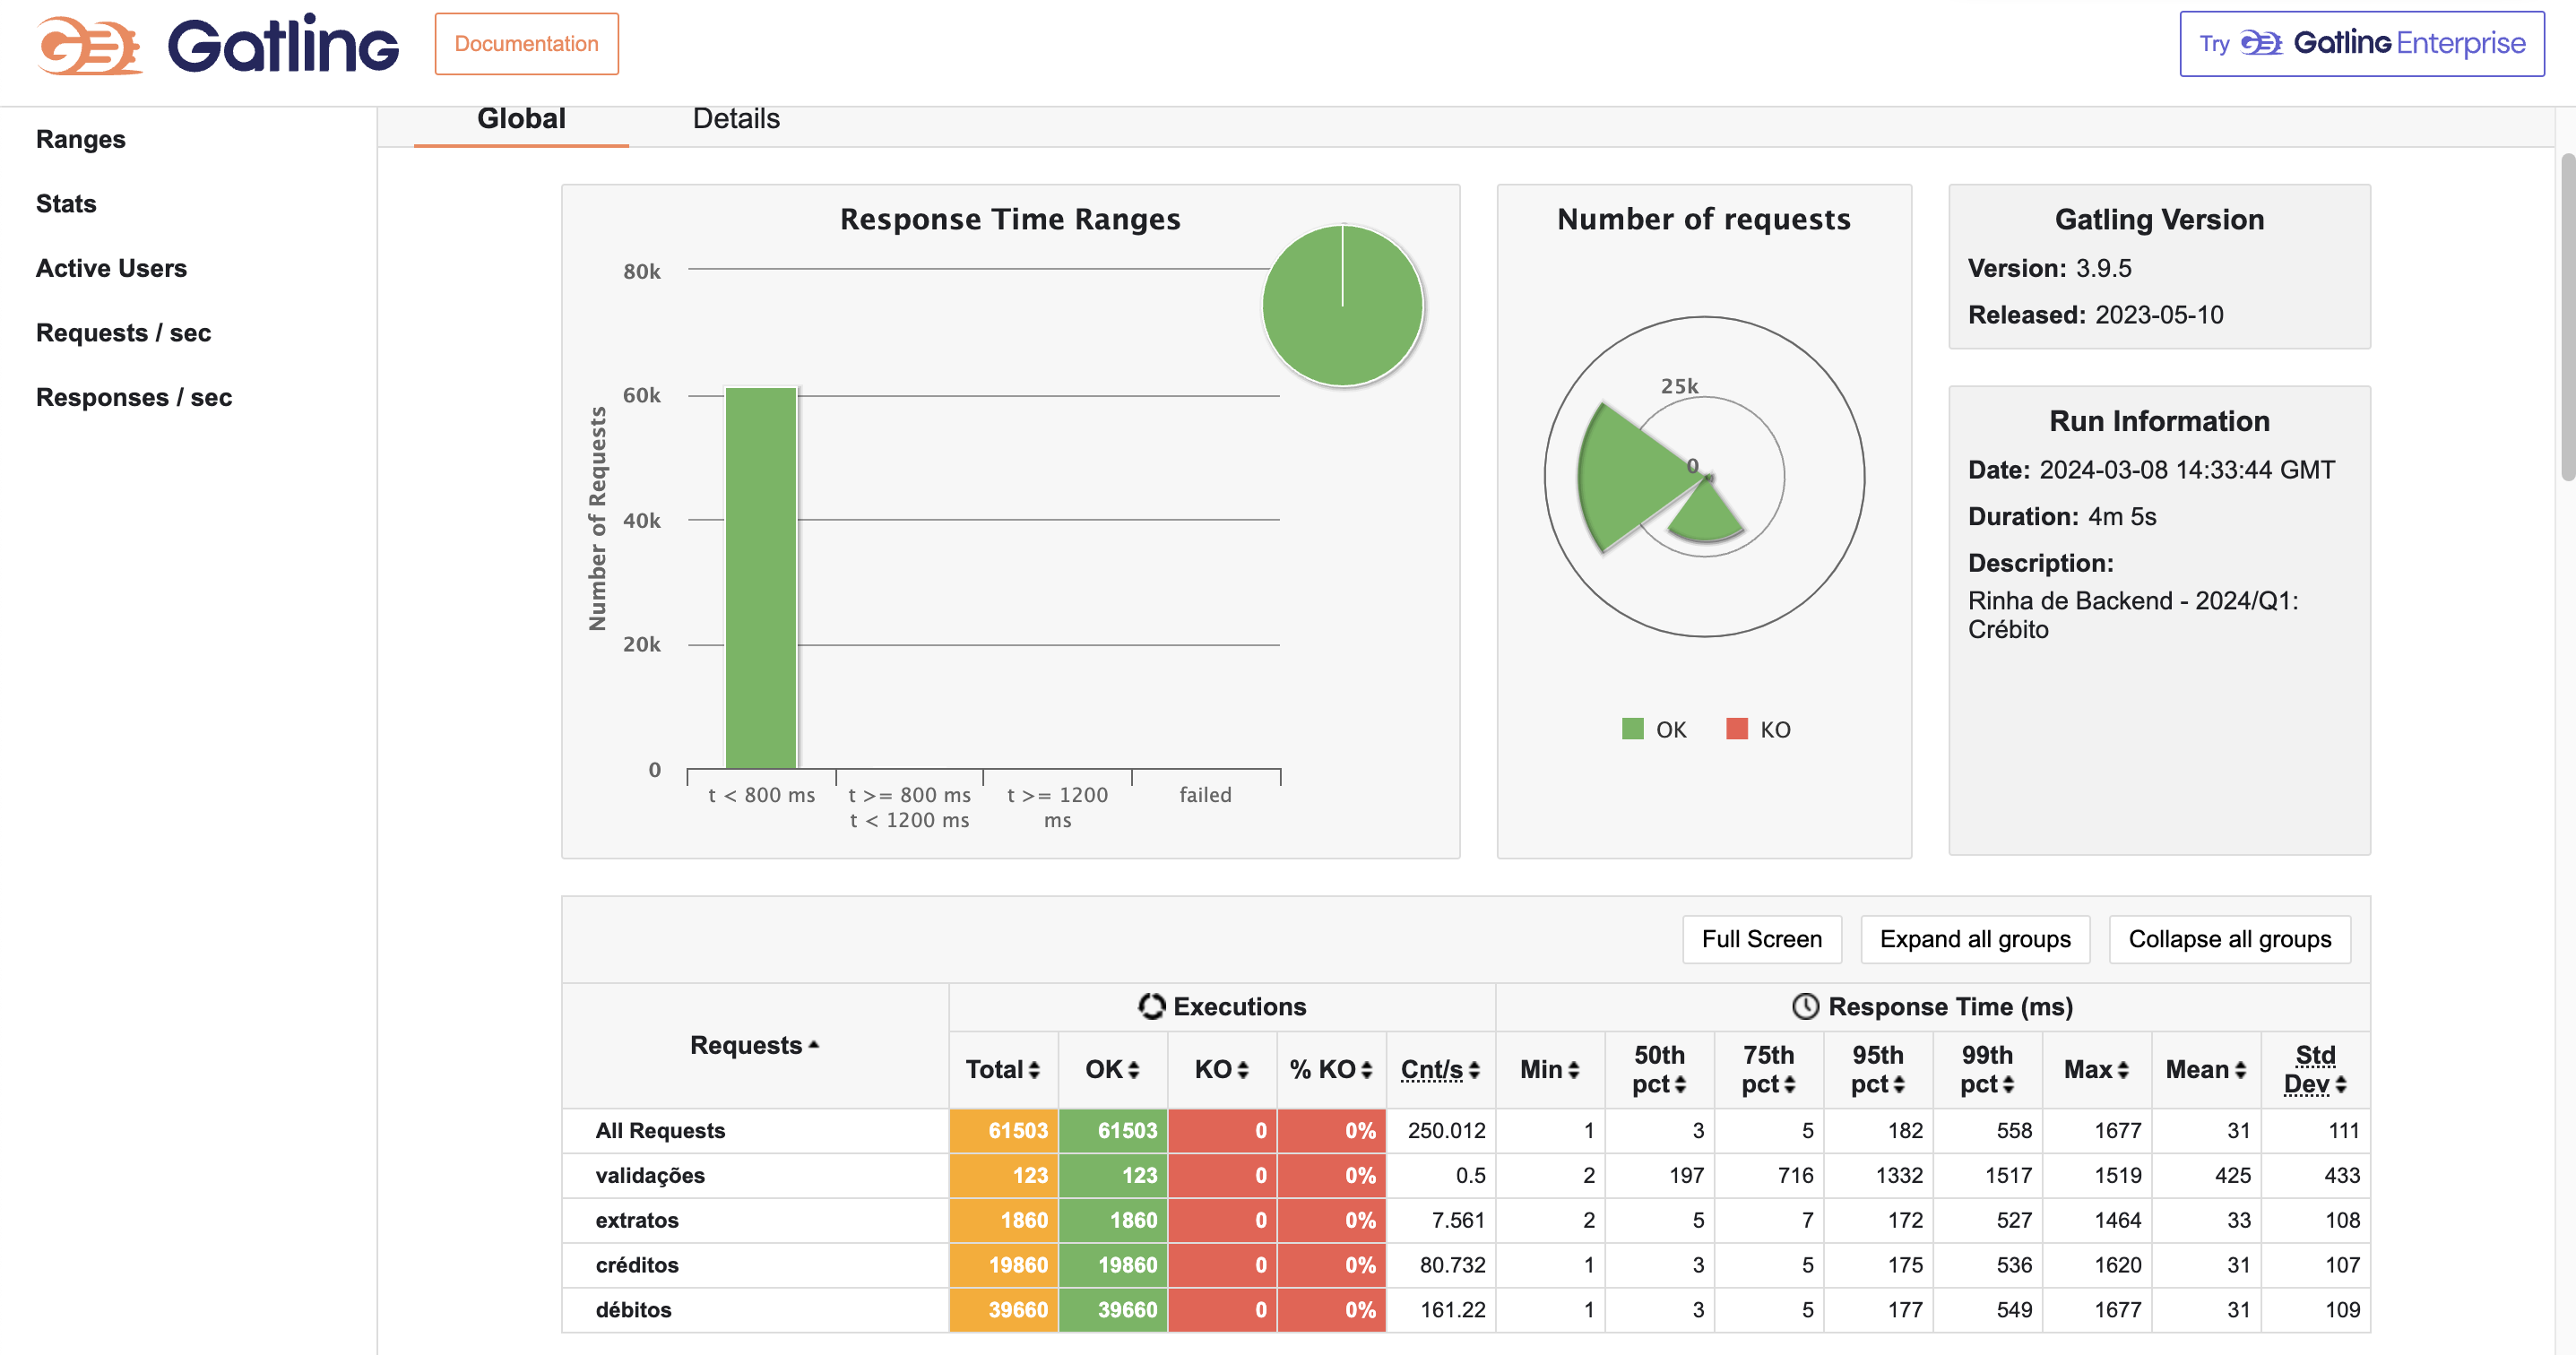 Gatling
Documentation
Try Gatling Enterprise
Ranges
Stats
Active Users
Requests / sec
Responses / sec
Global
Details
Response Time Ranges
Number of Requests
80k
60k
40k
20k
0
t < 800 ms
t >= 800 ms
t < 1200 ms
t >= 1200
ms
failed
Number of requests
25k
0
OK
KO
Gatling Version
Version: 3.9.5
Released: 2023-05-10
Run Information
Date: 2024-03-08 14:33:44 GMT
Duration: 4m 5s
Description:
Rinha de Backend - 2024/Q1:
Crébito
Full Screen
Expand all groups
Collapse all groups
Requests
Executions
Response Time (ms)
Total OK KO % KO Cnt/s Min 50th pct 75th pct 95th pct 99th pct Max Mean Std Dev
All Requests 61503 61503 0 0% 250.012 1 3 5 182 558 1677 31 111
validações 123 123 0 0% 0.5 2 197 716 1332 1517 1519 425 433
extratos 1860 1860 0 0% 7.561 2 5 7 172 527 1464 33 108
créditos 19860 19860 0 0% 80.732 1 3 5 175 536 1620 31 107
débitos 39660 39660 0 0% 161.22 1 3 5 177 549 1677 31 109